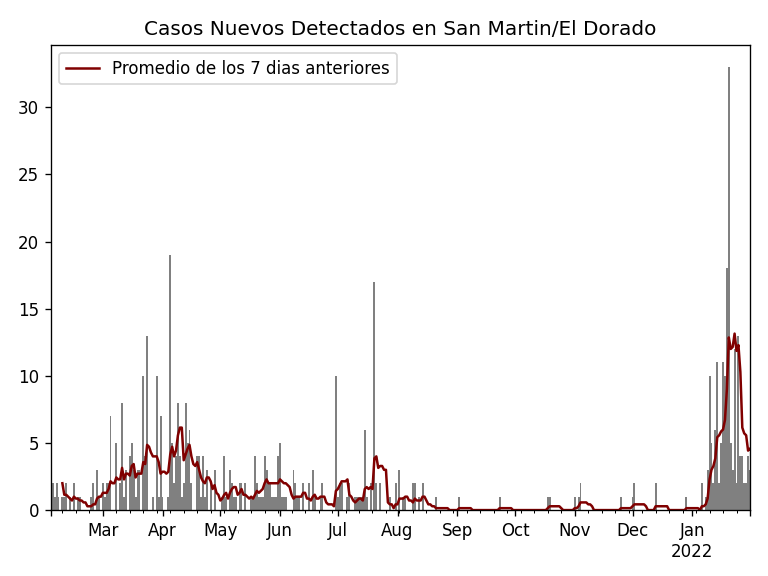 Casos Nuevos Detectados en San Martin/El Dorado
Promedio de los 7 dias anteriores
30
25
20
15
10
5
0
Mar Apr May Jun Jul Aug Sep Oct Nov Dec Jan
2022